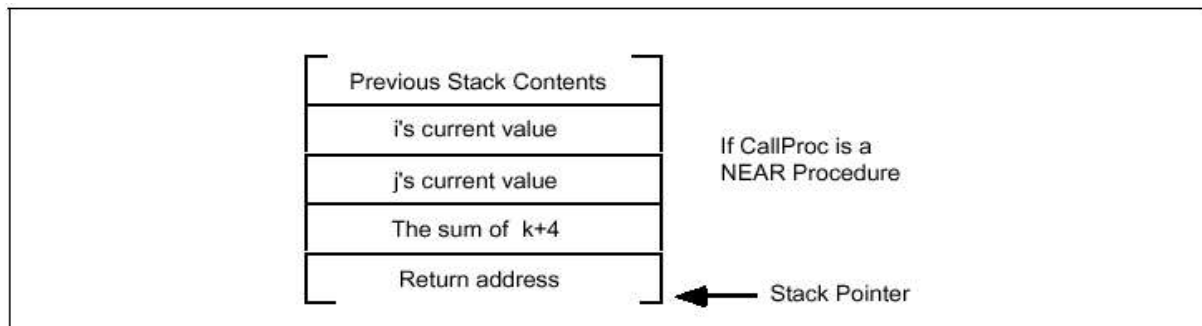 Previous Stack Contents
i's current value
j's current value
The sum of k+4
Return address
If CallProc is a
NEAR Procedure
Stack Pointer